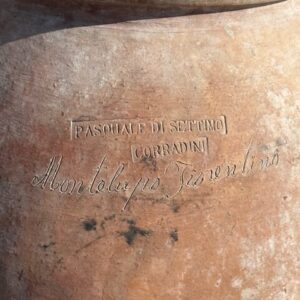 PASQUALE DI SETTIMO
CORRADINI
Montelupo Fiorentino